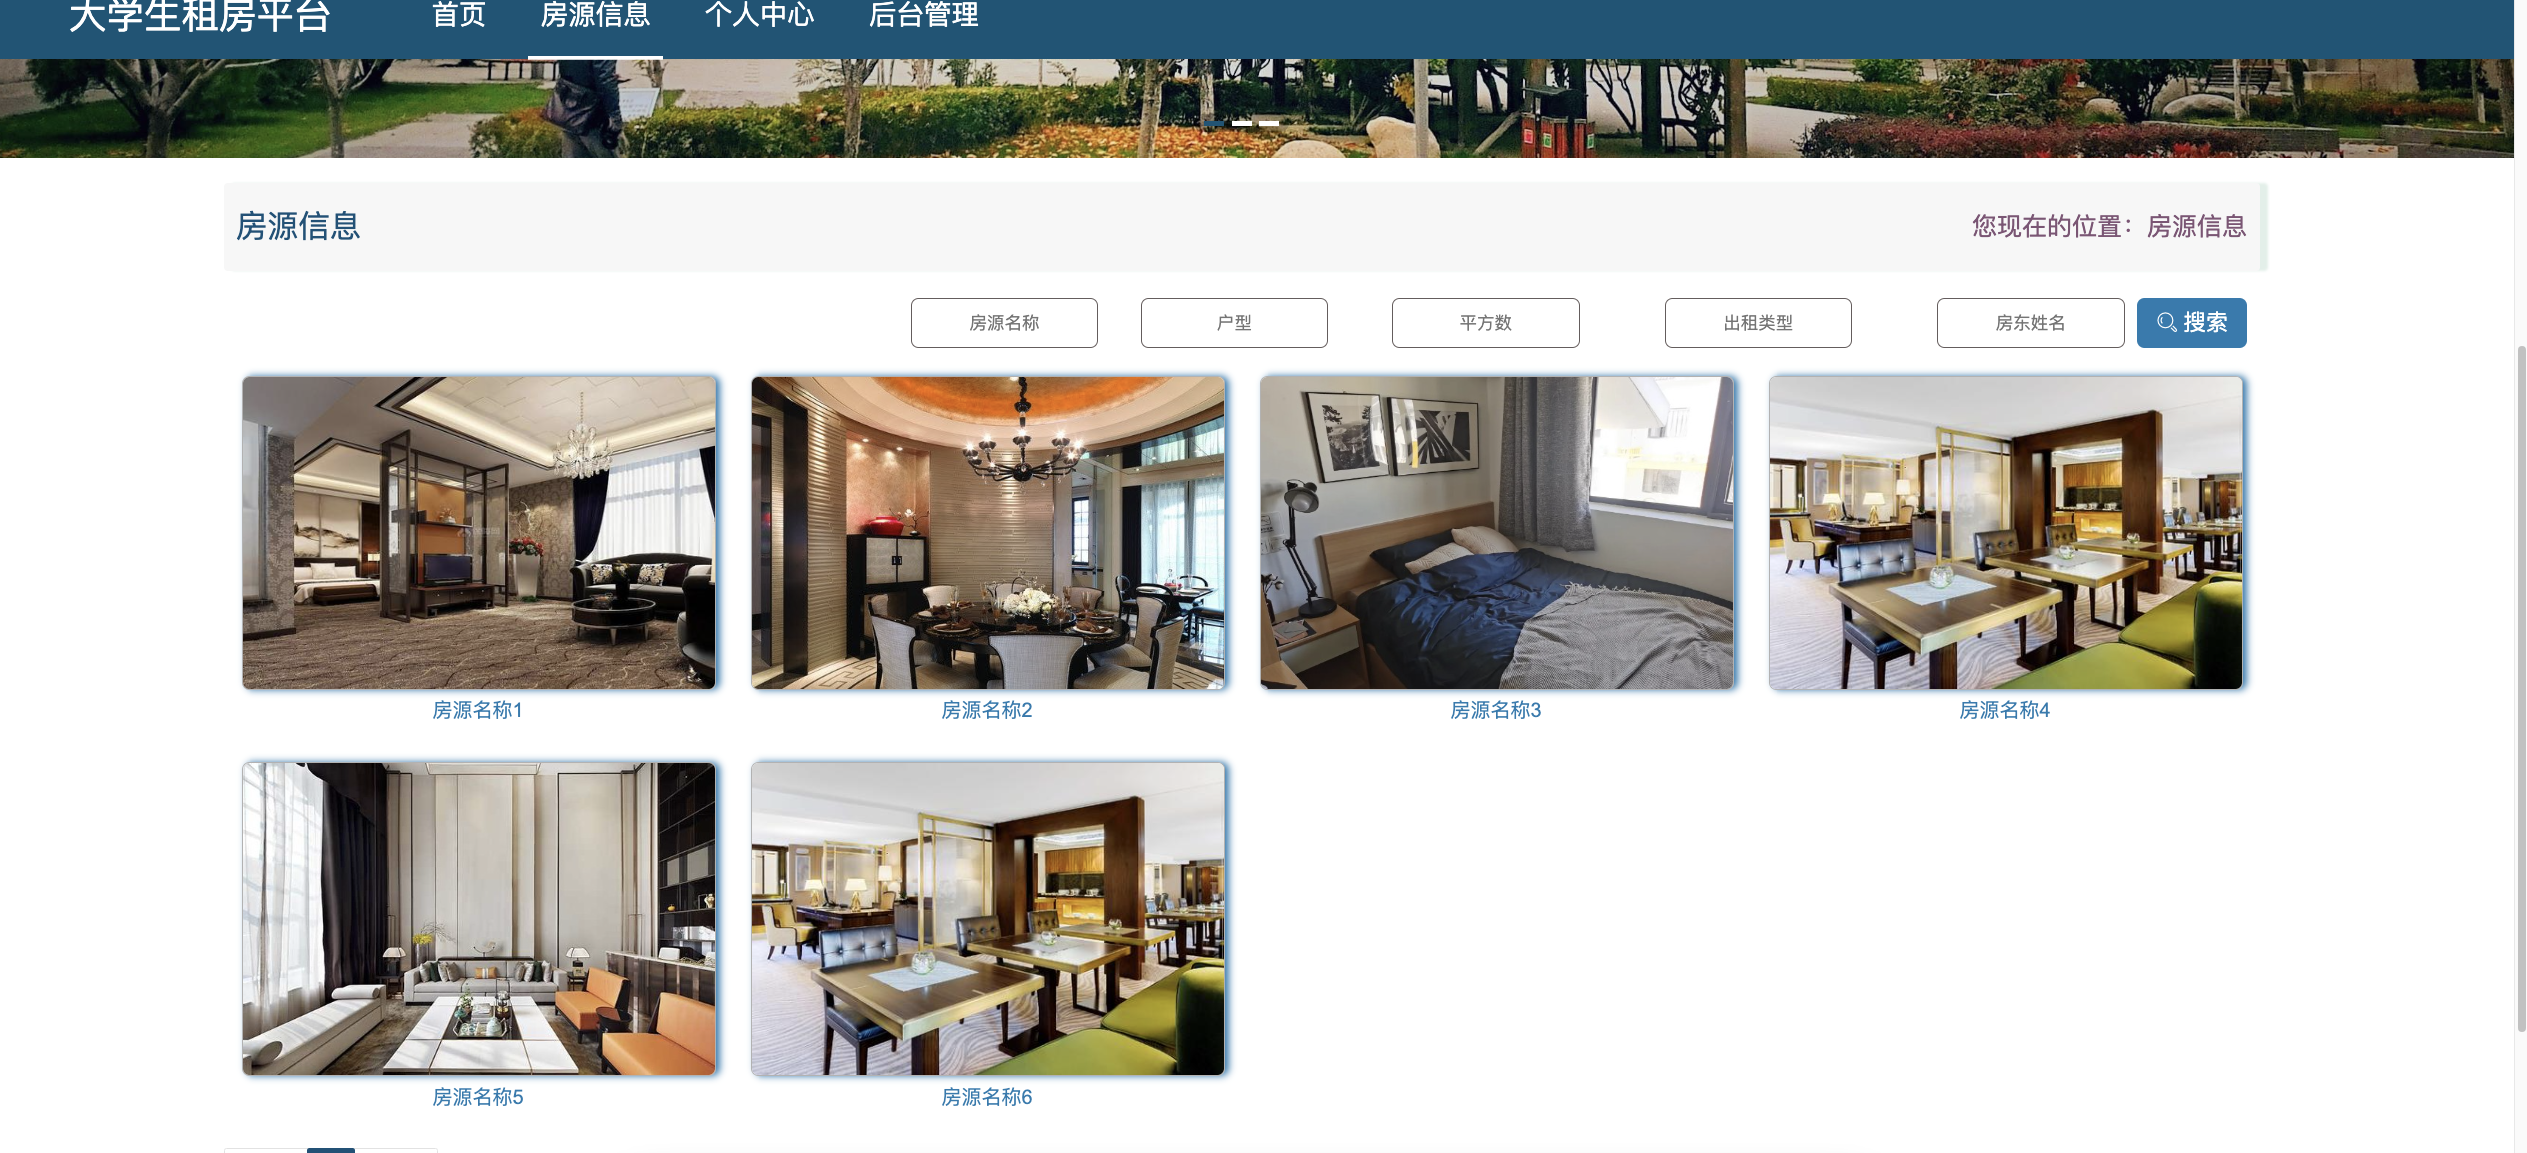 大学生租房平台 首页 房源信息 个人中心 后台管理
房源信息 您现在的位置：房源信息
房源名称 户型 平方数 出租类型 房东姓名 搜索
房源名称1 房源名称2 房源名称3 房源名称4
房源名称5 房源名称6